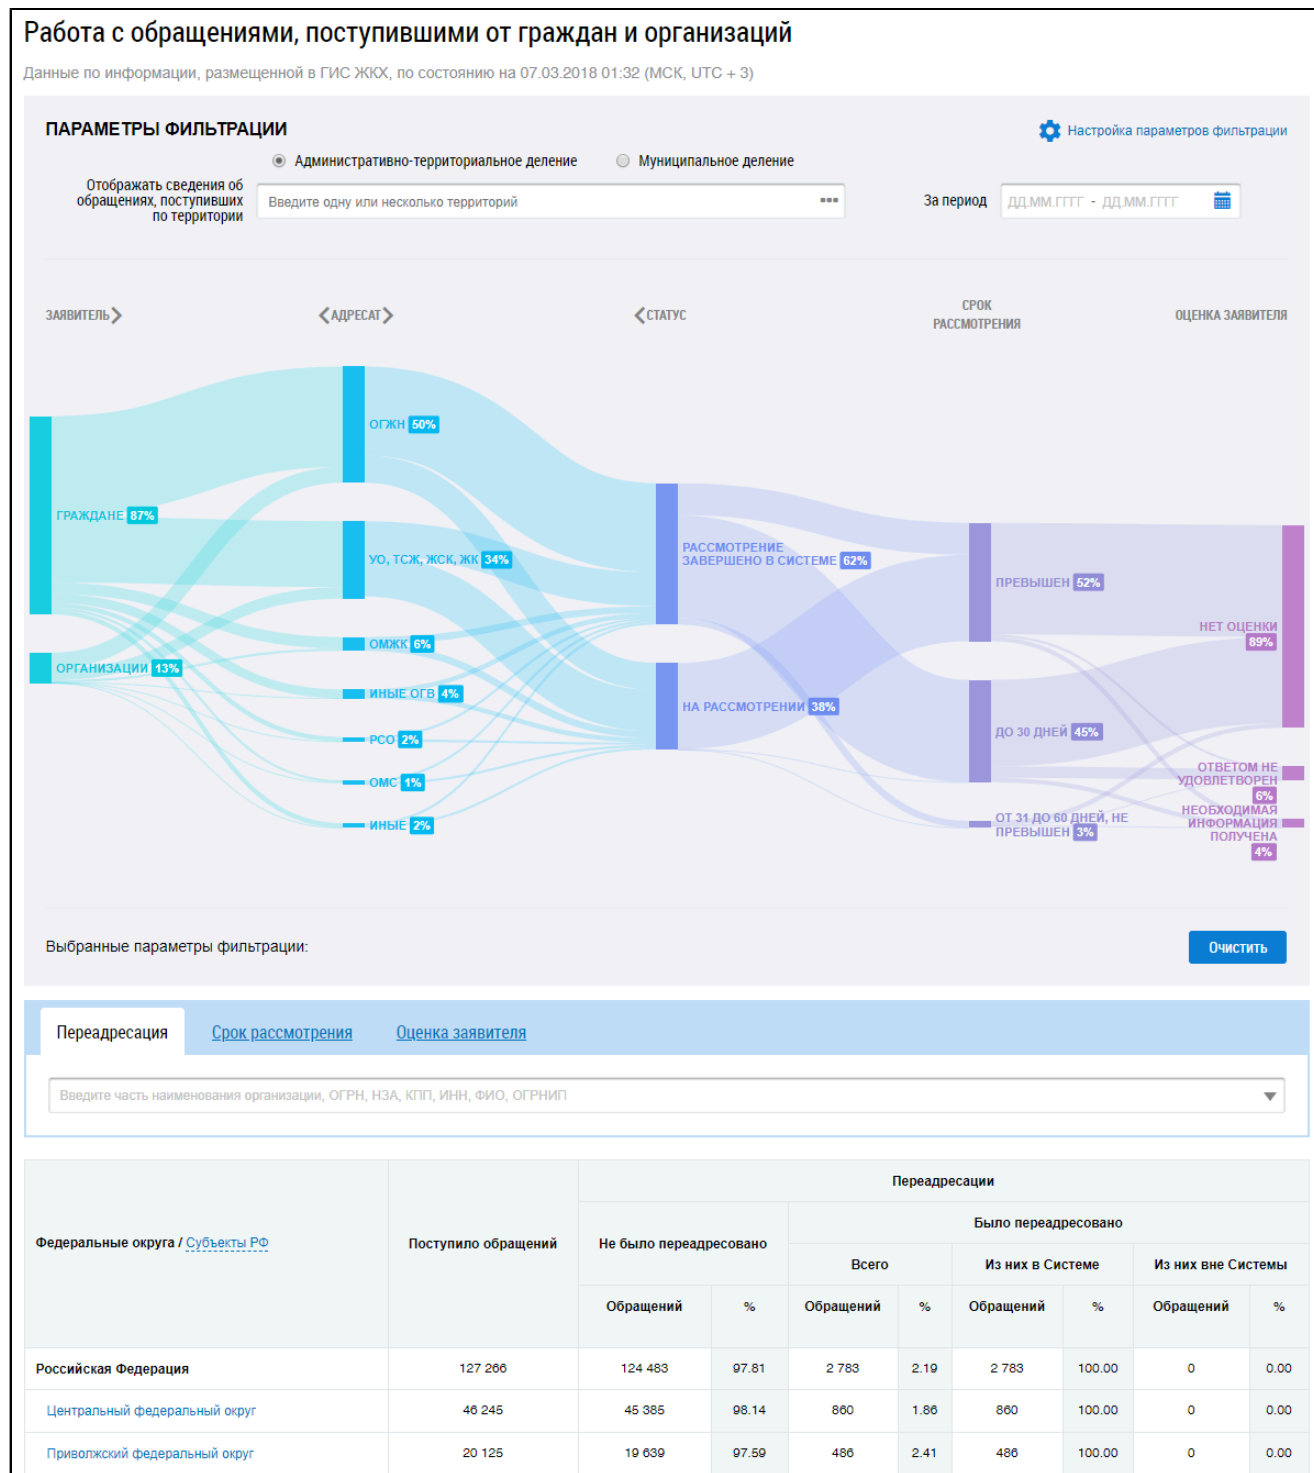 Работа с обращениями, поступившими от граждан и организаций
Данные по информации, размещенной в ГИС ЖКХ, по состоянию на 07.03.2018 01:32 (МСК, UTC + 3)
ПАРАМЕТРЫ ФИЛЬТРАЦИИ
Настройка параметров фильтрации
Административно-территориальное деление
Муниципальное деление
Отображать сведения об
обращениях, поступивших
по территории
Введите одну или несколько территорий
За период
ДД.ММ.ГГГГ - ДД.ММ.ГГГГ
ЗАЯВИТЕЛЬ
АДРЕСАТ
СТАТУС
СРОК
РАССМОТРЕНИЯ
ОЦЕНКА ЗАЯВИТЕЛЯ
ГРАЖДАНЕ 87%
ОРГАНИЗАЦИИ 13%
ОГЖН 50%
УО, ТСЖ, ЖСК, ЖК 34%
ОМЖК 6%
ИНЫЕ ОГВ 4%
РСО 2%
ОМС 1%
ИНЫЕ 2%
РАССМОТРЕНИЕ
ЗАВЕРШЕНО В СИСТЕМЕ 62%
НА РАССМОТРЕНИИ 38%
ПРЕВЫШЕН 52%
ДО 30 ДНЕЙ 45%
ОТ 31 ДО 60 ДНЕЙ, НЕ
ПРЕВЫШЕН 3%
НЕТ ОЦЕНКИ
89%
ОТВЕТОМ НЕ
УДОВЛЕТВОРЕН
6%
НЕОБХОДИМАЯ
ИНФОРМАЦИЯ
ПОЛУЧЕНА
4%
Выбранные параметры фильтрации:
Очистить
Переадресация
Срок рассмотрения
Оценка заявителя
Введите часть наименования организации, ОГРН, НЗА, КПП, ИНН, ФИО, ОГРНИП
Федеральные округа / Субъекты РФ
Поступило обращений
Переадресации
Не было переадресовано
Было переадресовано
Всего
Из них в Системе
Из них вне Системы
Обращений % Обращений % Обращений % Обращений %
Российская Федерация 127 266 124 483 97.81 2 783 2.19 2 783 100.00 0 0.00
Центральный федеральный округ 46 245 45 385 98.14 860 1.86 860 100.00 0 0.00
Приволжский федеральный округ 20 125 19 639 97.59 486 2.41 486 100.00 0 0.00